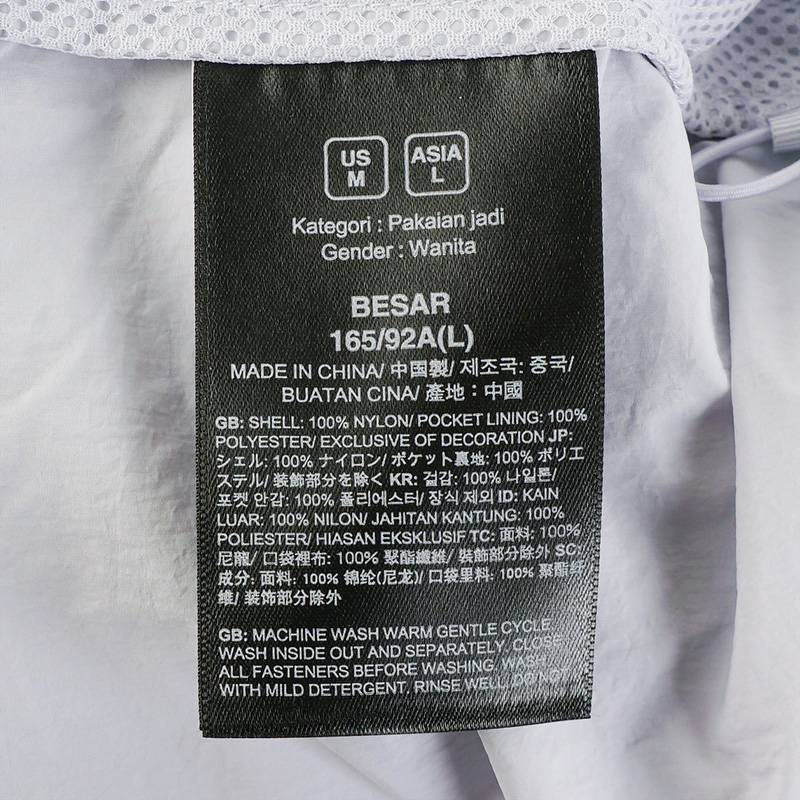 US
M
ASIA
L
Kategori : Pakaian jadi
Gender : Wanita
BESAR
165/92A(L)
MADE IN CHINA/ 中国製/ 제조국: 중국/
BUATAN CINA/ 產地：中國
GB: SHELL: 100% NYLON/ POCKET LINING: 100%
POLYESTER/ EXCLUSIVE OF DECORATION JP:
シェル: 100% ナイロン/ ポケット裏地: 100% ポリエ
ステル/ 装飾部分を除く KR: 겉감: 100% 나일론/
포켓 안감: 100% 폴리에스터/ 장식 제외 ID: KAIN
LUAR: 100% NILON/ JAHITAN KANTUNG: 100%
POLIESTER/ HIASAN EKSKLUSIF TC: 面料: 100%
尼龍/ 口袋裡布: 100% 聚酯纖維/ 裝飾部分除外 SC:
成分: 面料: 100% 锦纶(尼龙)/ 口袋里料: 100% 聚酯纤
维/ 装饰部分除外
GB: MACHINE WASH WARM GENTLE CYCLE.
WASH INSIDE OUT AND SEPARATELY. CLOSE
ALL FASTENERS BEFORE WASHING. WASH
WITH MILD DETERGENT. RINSE WELL. DO NOT